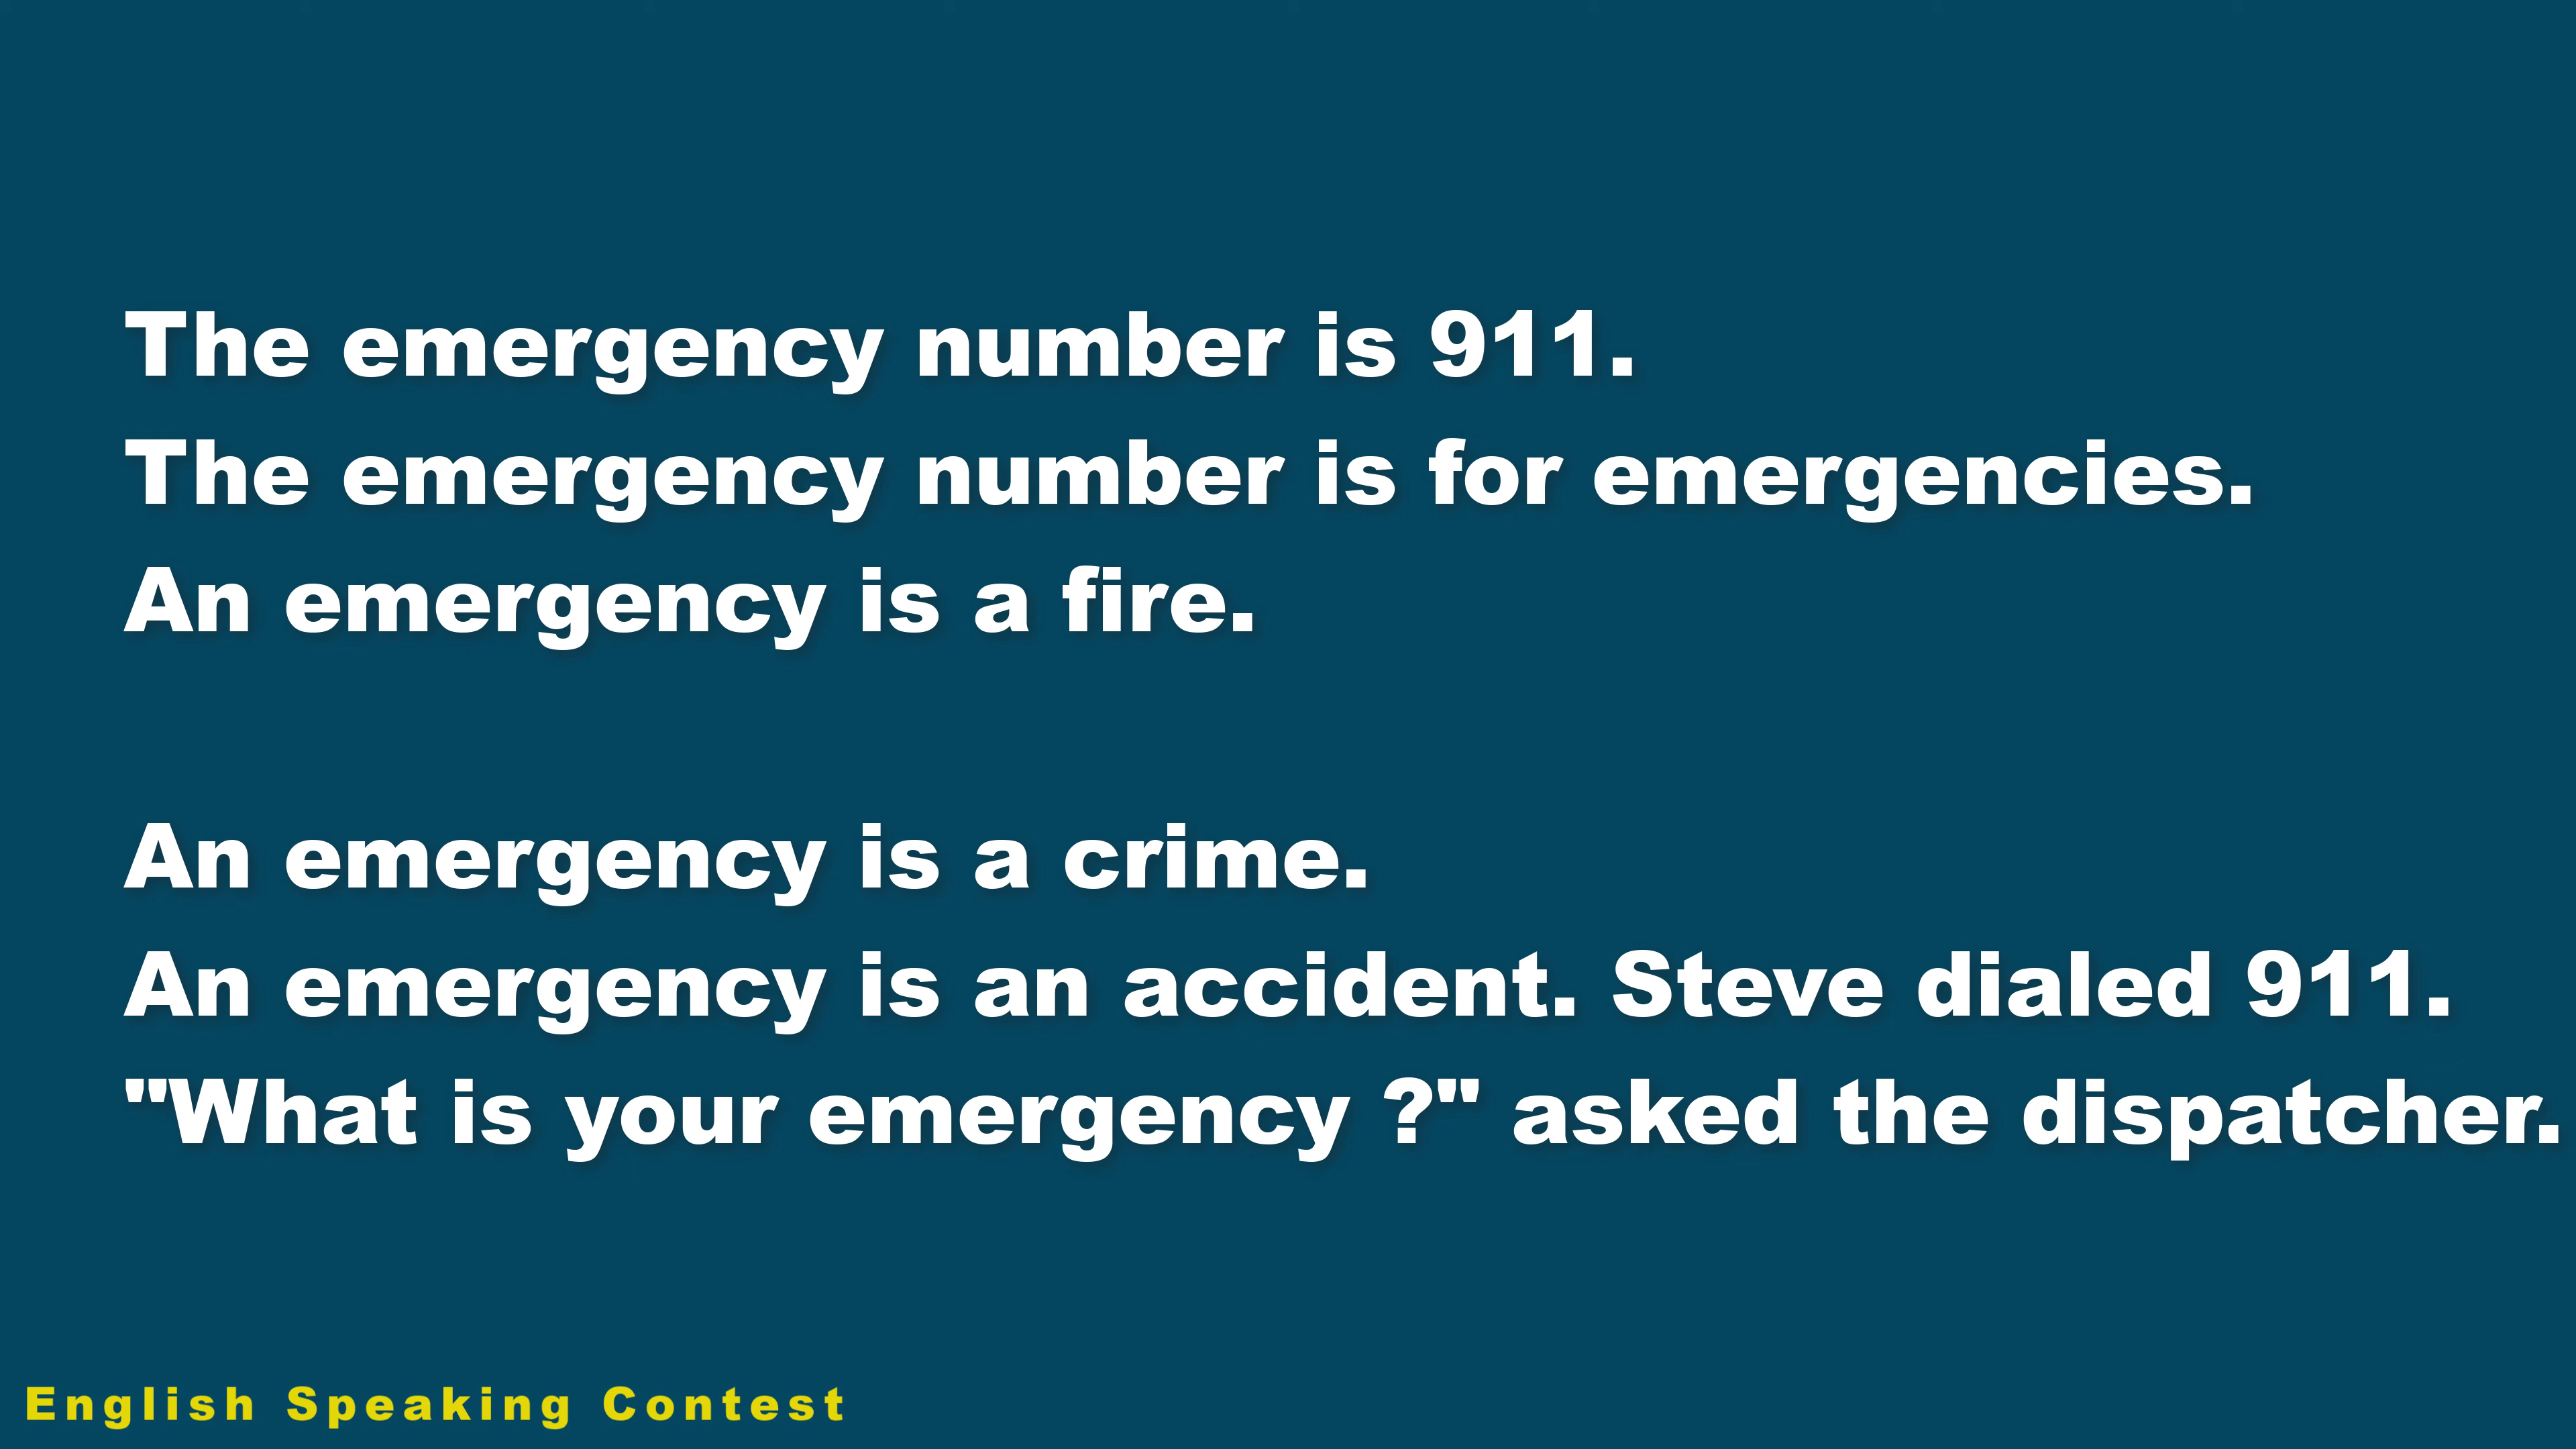 The emergency number is 911.
The emergency number is for emergencies.
An emergency is a fire.
An emergency is a crime.
An emergency is an accident. Steve dialed 911.
"What is your emergency ?" asked the dispatcher.
English Speaking Contest